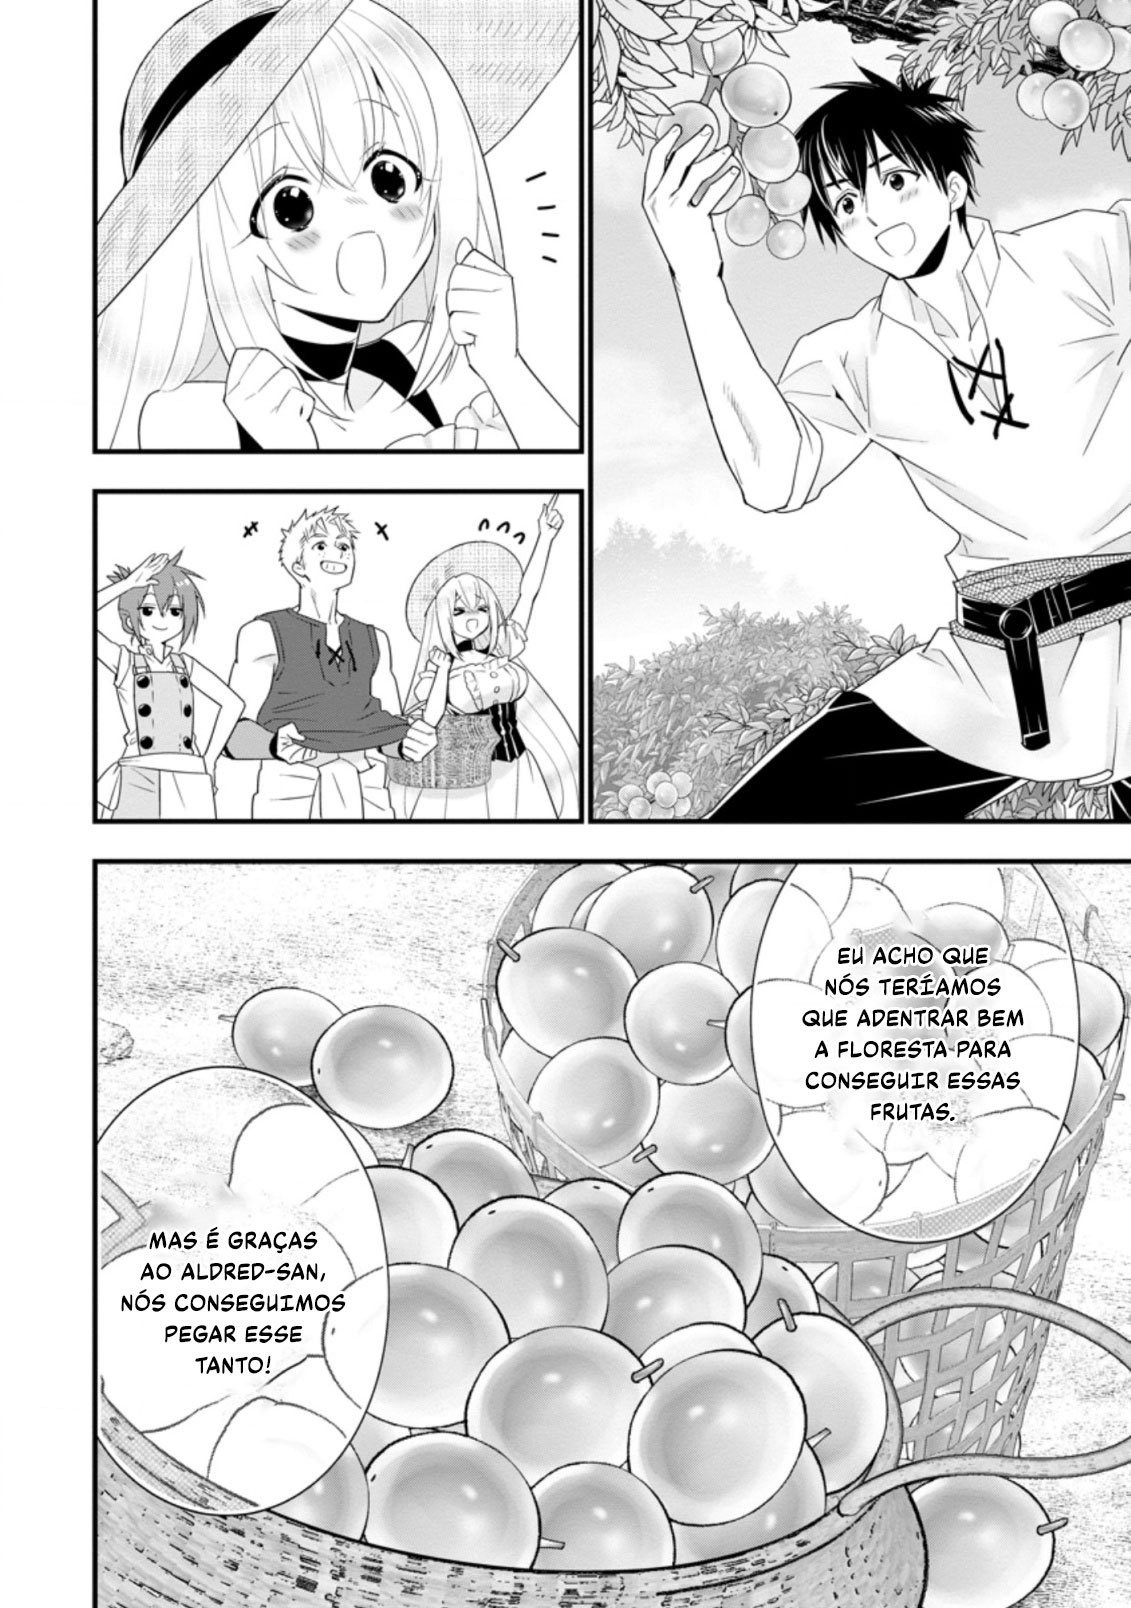 EU ACHO QUE
NÓS TERÍAMOS
QUE ADENTRAR BEM
A FLORESTA PARA
CONSEGUIR ESSAS
FRUTAS.
MAS É GRAÇAS
AO ALDRED-SAN,
NÓS CONSEGUIMOS
PEGAR ESSE
TANTO!